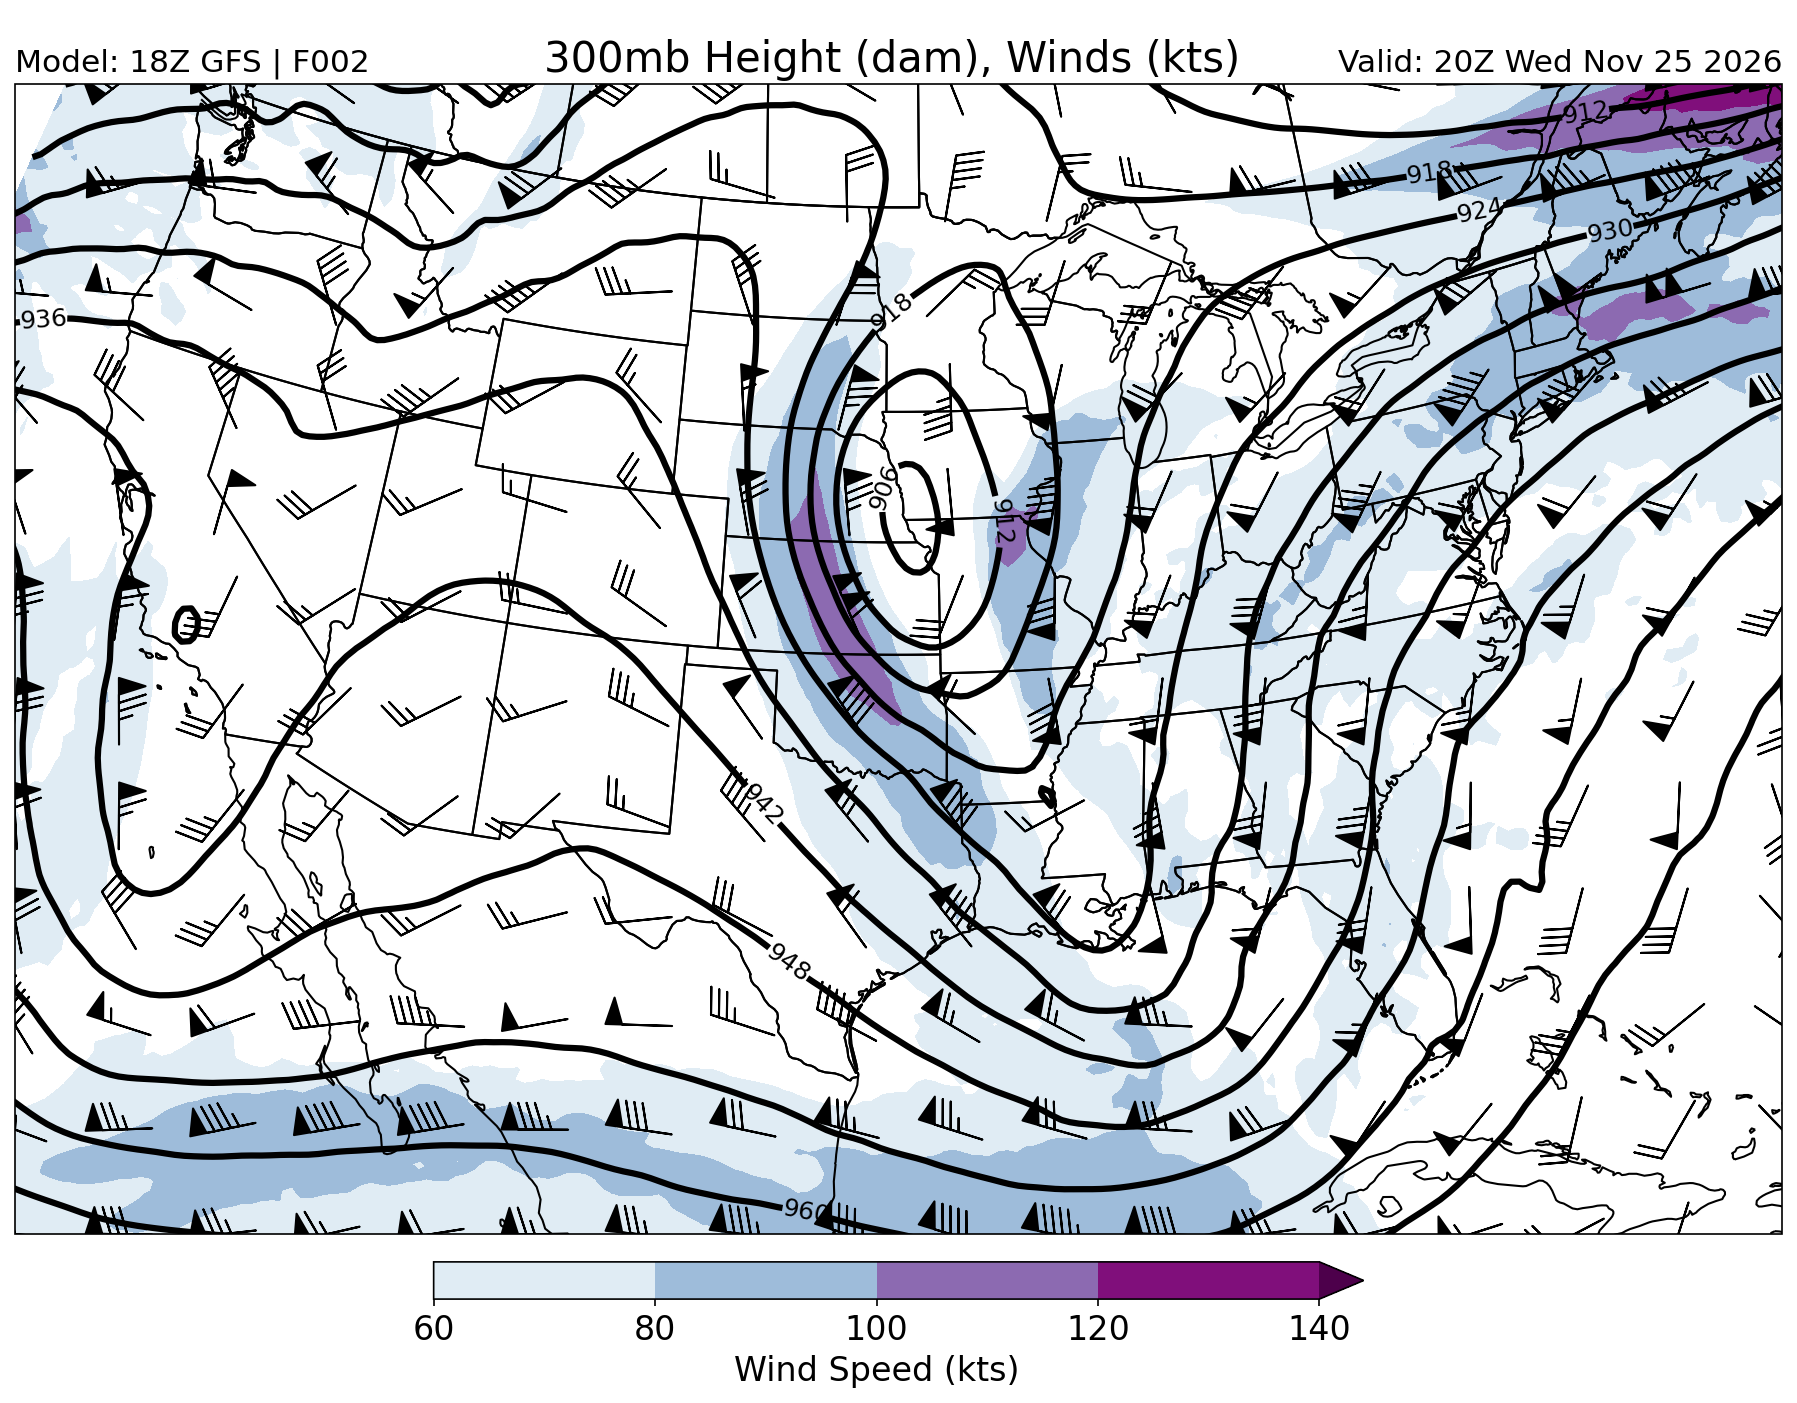 Model: 18Z GFS | F002
300mb Height (dam), Winds (kts)
Valid: 20Z Wed Nov 25 2026
912
918
924
930
936
918
906
912
942
948
960
60 80 100 120 140
Wind Speed (kts)